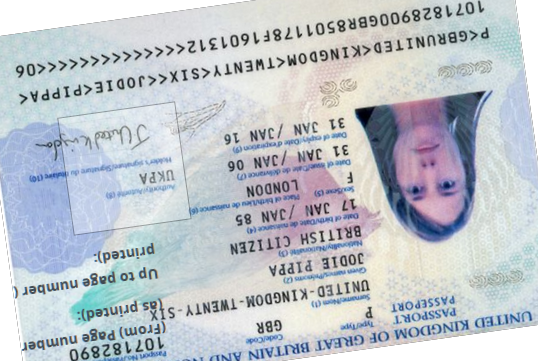 UNITED KINGDOM OF GREAT BRITAIN AND
PASSPORT
PASSEPORT
Type/Type
Code/Code
Passport No./Passeport No.
P
GBR
107182890
Surname/Nom (1)
UNITED-KINGDOM-TWENTY-SIX
(From) Page number
(as printed):
Given names/Prénoms (2)
JODIE PIPPA
Nationality/Nationalité (3)
BRITISH CITIZEN
Up to page number
(printed):
Date of birth/Date de naissance (4)
17 JAN / JAN 85
Sex/Sexe (5)
Place of birth/Lieu de naissance (6)
F
LONDON
Date of issue/Date de délivrance (7)
Authority/Autorité (8)
31 JAN / JAN 06
UKPA
Date of expiry/Date d'expiration (9)
Holder's signature/Signature du titulaire (10)
31 JAN / JAN 16
P<GBRUNITED<KINGDOM<TWENTY<SIX<<JODIE<PIPPA<
1071828900GBR8501178F1601312<<<<<<<<<<<<<<06